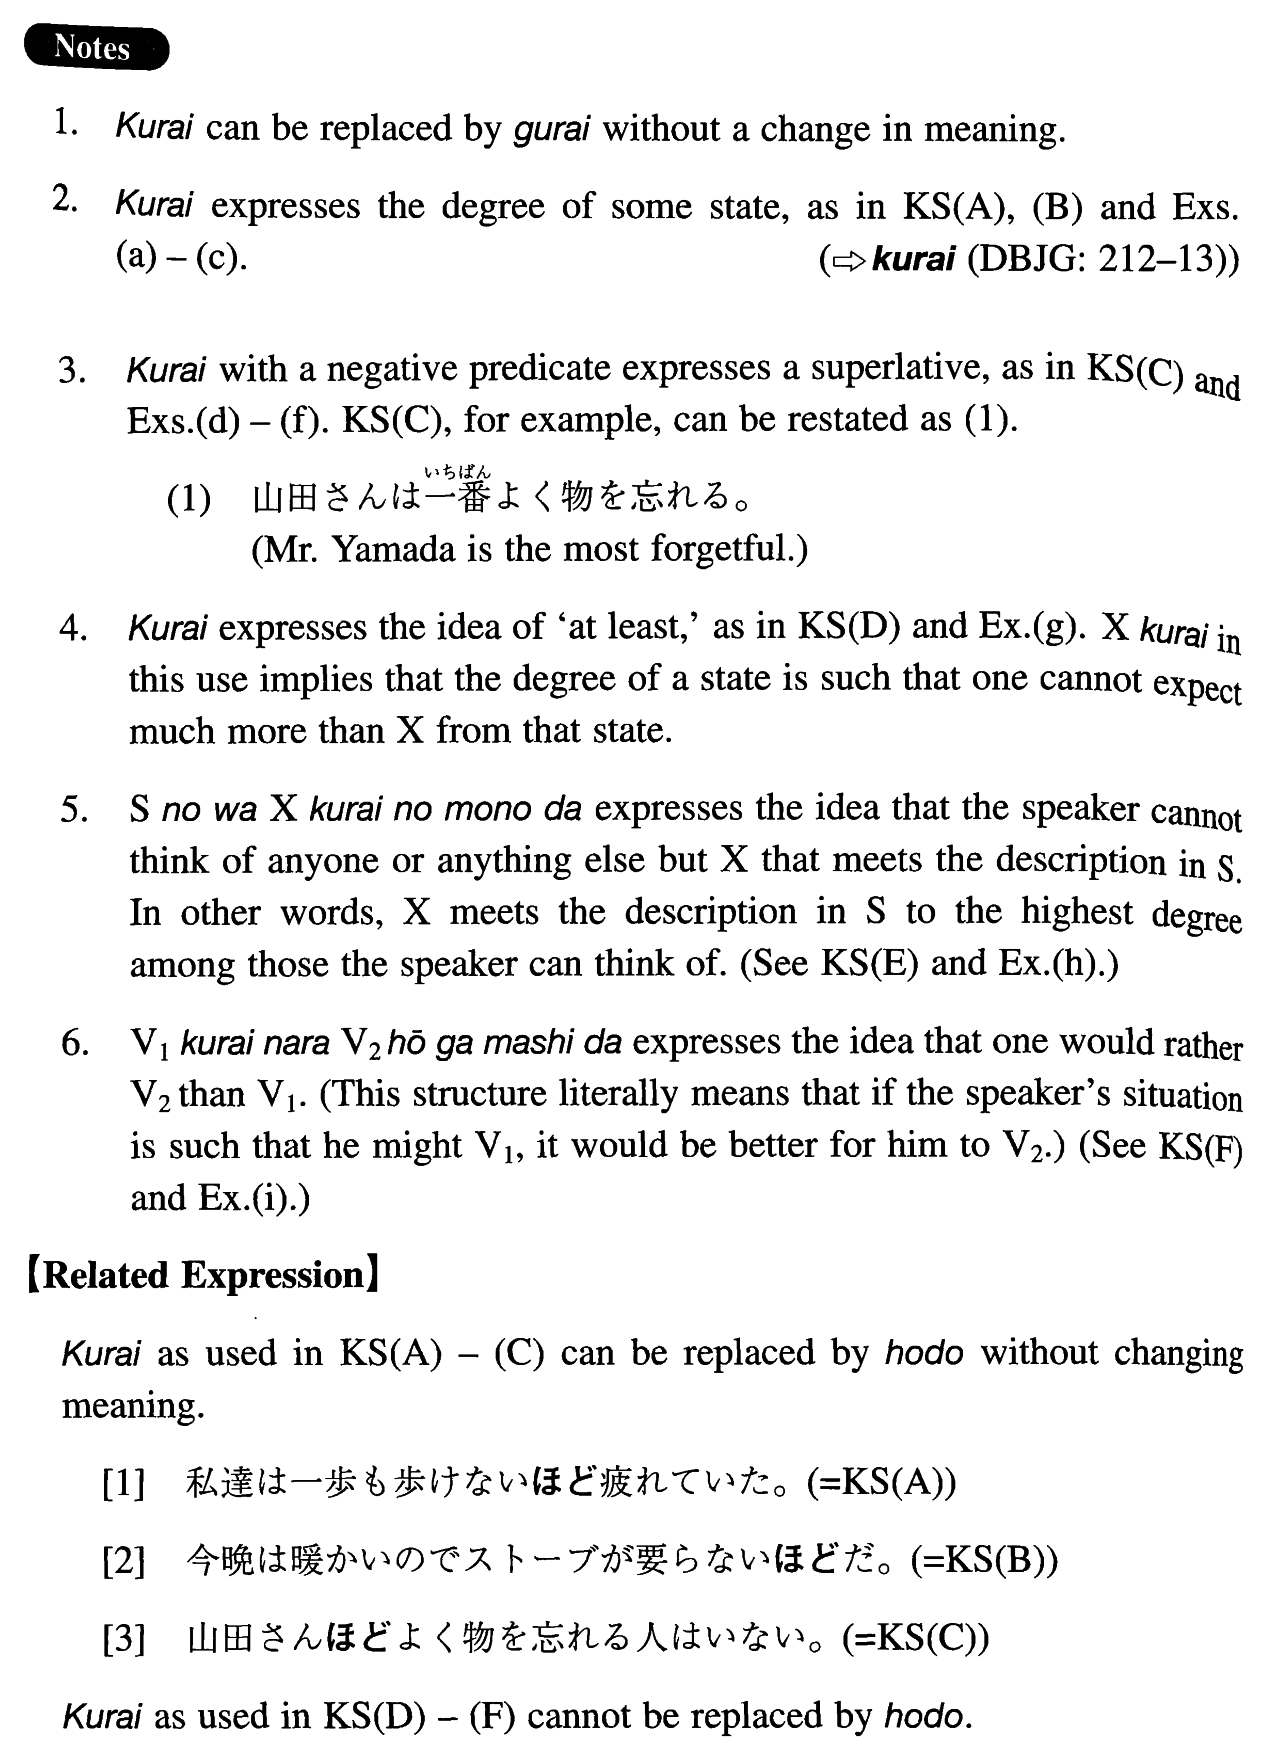 Notes
1. Kurai can be replaced by gurai without a change in meaning.
2. Kurai expresses the degree of some state, as in KS(A), (B) and Exs.
(a) – (c). (⇨kurai (DBJG: 212–13))
3. Kurai with a negative predicate expresses a superlative, as in KS(C) and
Exs.(d) – (f). KS(C), for example, can be restated as (1).
いちばん
(1) 山田さんは一番よく物を忘れる。
(Mr. Yamada is the most forgetful.)
4. Kurai expresses the idea of ‘at least,’ as in KS(D) and Ex.(g). X kurai in
this use implies that the degree of a state is such that one cannot expect
much more than X from that state.
5. S no wa X kurai no mono da expresses the idea that the speaker cannot
think of anyone or anything else but X that meets the description in S.
In other words, X meets the description in S to the highest degree
among those the speaker can think of. (See KS(E) and Ex.(h).)
6. V₁ kurai nara V₂ hō ga mashi da expresses the idea that one would rather
V₂ than V₁. (This structure literally means that if the speaker’s situation
is such that he might V₁, it would be better for him to V₂.) (See KS(F)
and Ex.(i).)
【Related Expression】
Kurai as used in KS(A) – (C) can be replaced by hodo without changing
meaning.
[1] 私達は一歩も歩けないほど疲れていた。(=KS(A))
[2] 今晩は暖かいのでストーブが要らないほどだ。(=KS(B))
[3] 山田さんほどよく物を忘れる人はいない。(=KS(C))
Kurai as used in KS(D) – (F) cannot be replaced by hodo.